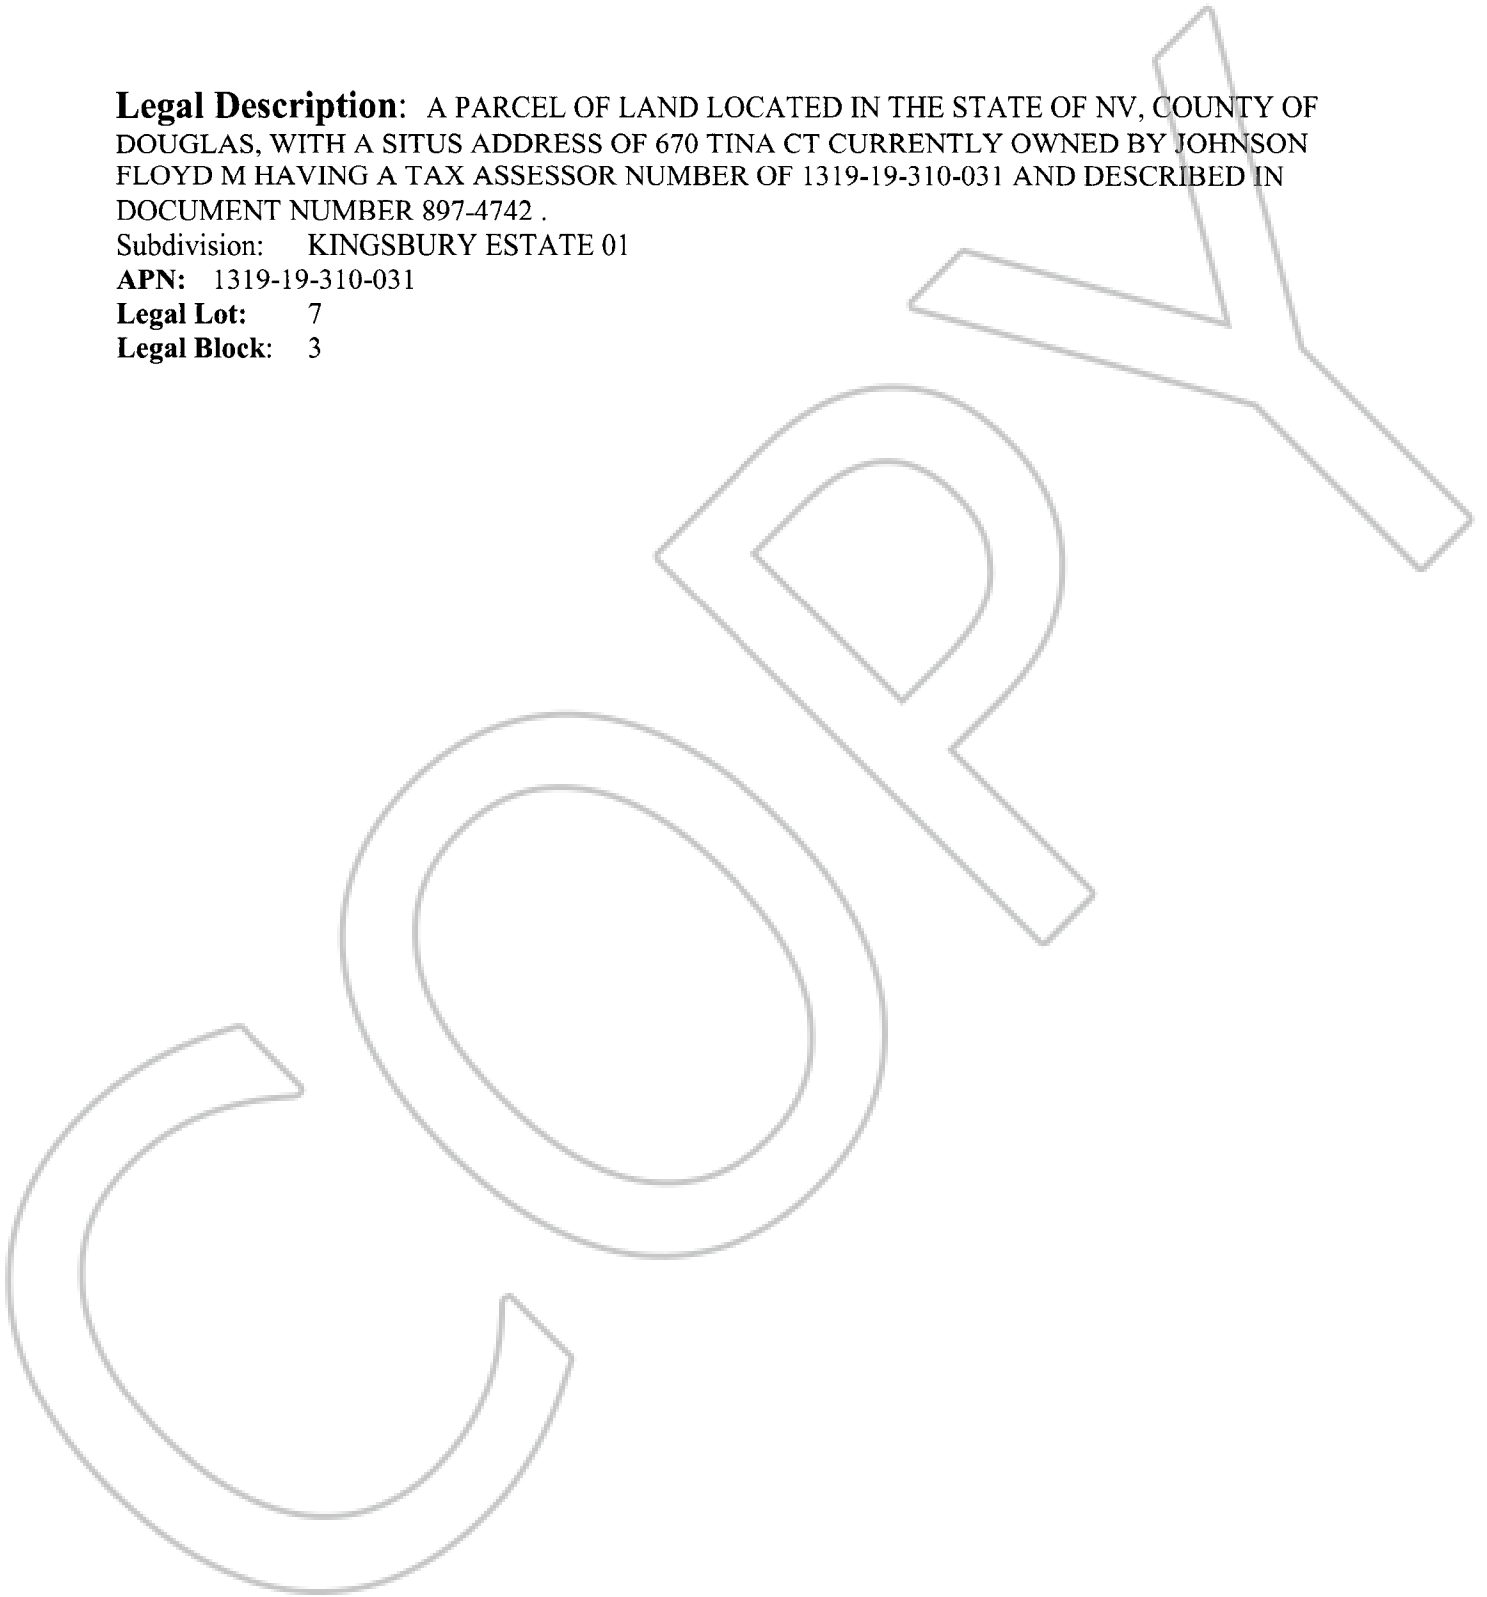 Legal Description: A PARCEL OF LAND LOCATED IN THE STATE OF NV, COUNTY OF
DOUGLAS, WITH A SITUS ADDRESS OF 670 TINA CT CURRENTLY OWNED BY JOHNSON
FLOYD M HAVING A TAX ASSESSOR NUMBER OF 1319-19-310-031 AND DESCRIBED IN
DOCUMENT NUMBER 897-4742 .
Subdivision: KINGSBURY ESTATE 01
APN: 1319-19-310-031
Legal Lot: 7
Legal Block: 3
COPY